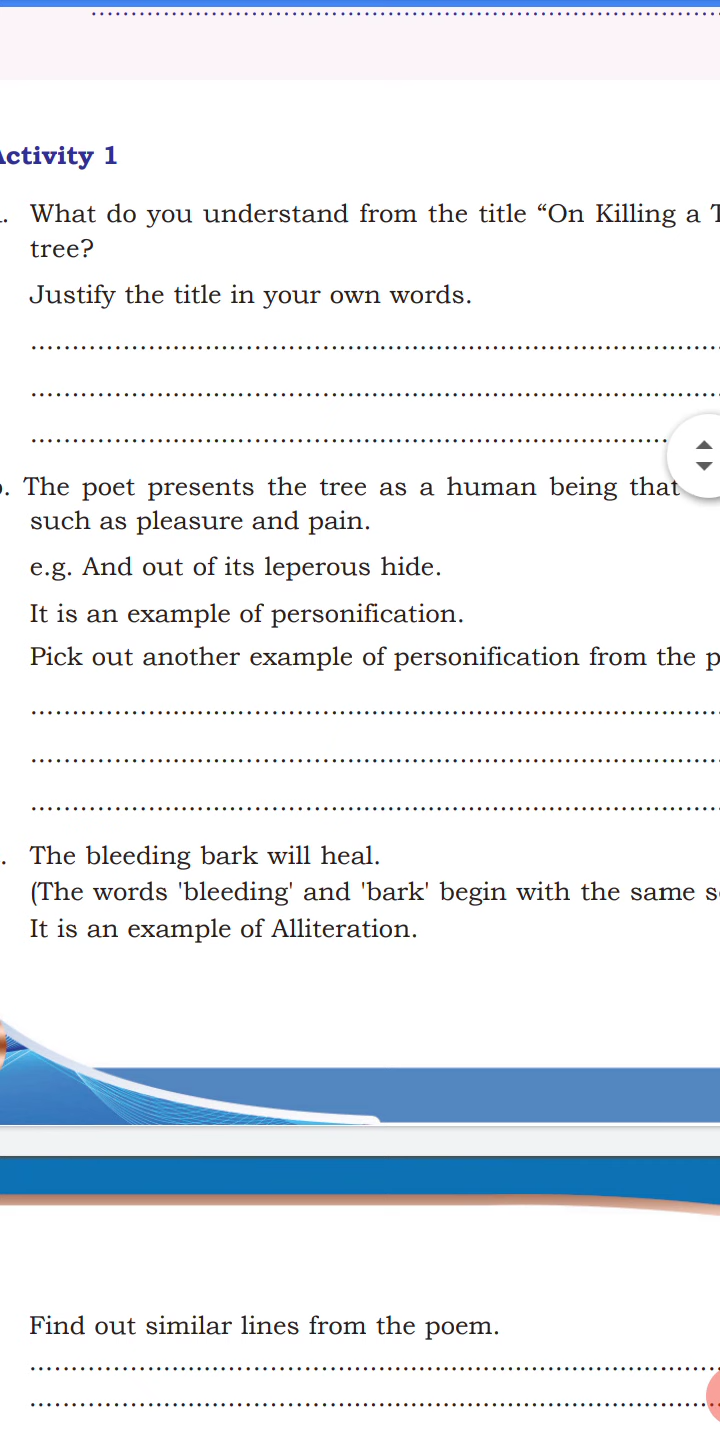 Activity 1
What do you understand from the title “On Killing a
tree?
Justify the title in your own words.
The poet presents the tree as a human being that
such as pleasure and pain.
e.g. And out of its leperous hide.
It is an example of personification.
Pick out another example of personification from the
The bleeding bark will heal.
(The words 'bleeding' and 'bark' begin with the same
It is an example of Alliteration.
Find out similar lines from the poem.